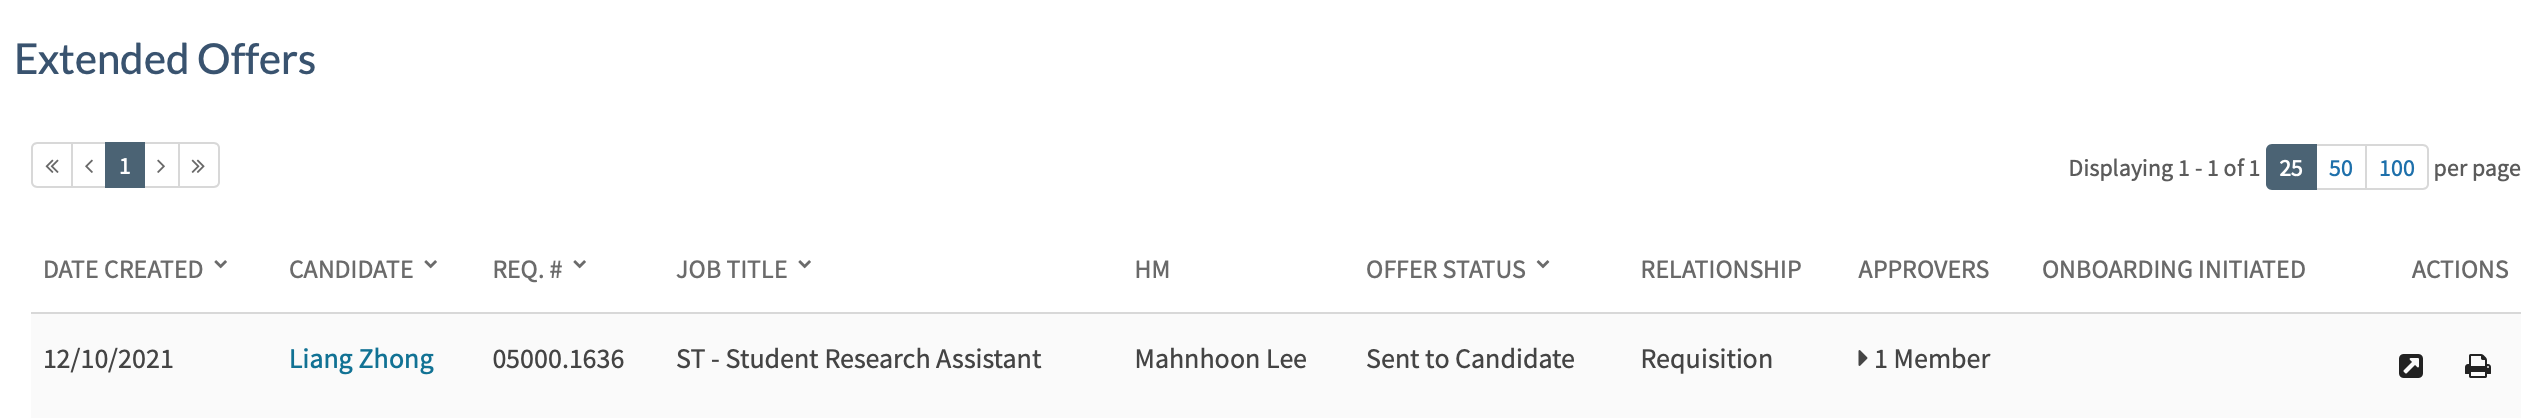 Extended Offers
« < 1 > »
Displaying 1 - 1 of 1 25 50 100 per page
DATE CREATED CANDIDATE REQ. # JOB TITLE HM OFFER STATUS RELATIONSHIP APPROVERS ONBOARDING INITIATED ACTIONS
12/10/2021 Liang Zhong 05000.1636 ST - Student Research Assistant Mahnhoon Lee Sent to Candidate Requisition 1 Member